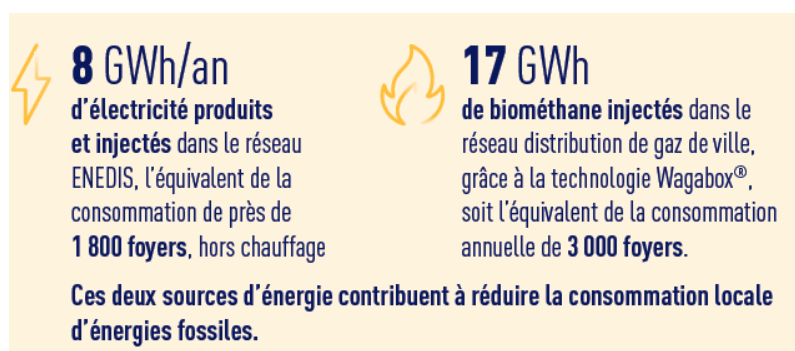 8 GWh/an
d'électricité produits
et injectés dans le réseau
ENEDIS, l'équivalent de la
consommation de près de
1 800 foyers, hors chauffage
17 GWh
de biométhane injectés dans le
réseau distribution de gaz de ville,
grâce à la technologie Wagabox®,
soit l'équivalent de la consommation
annuelle de 3 000 foyers.
Ces deux sources d'énergie contribuent à réduire la consommation locale
d'énergies fossiles.